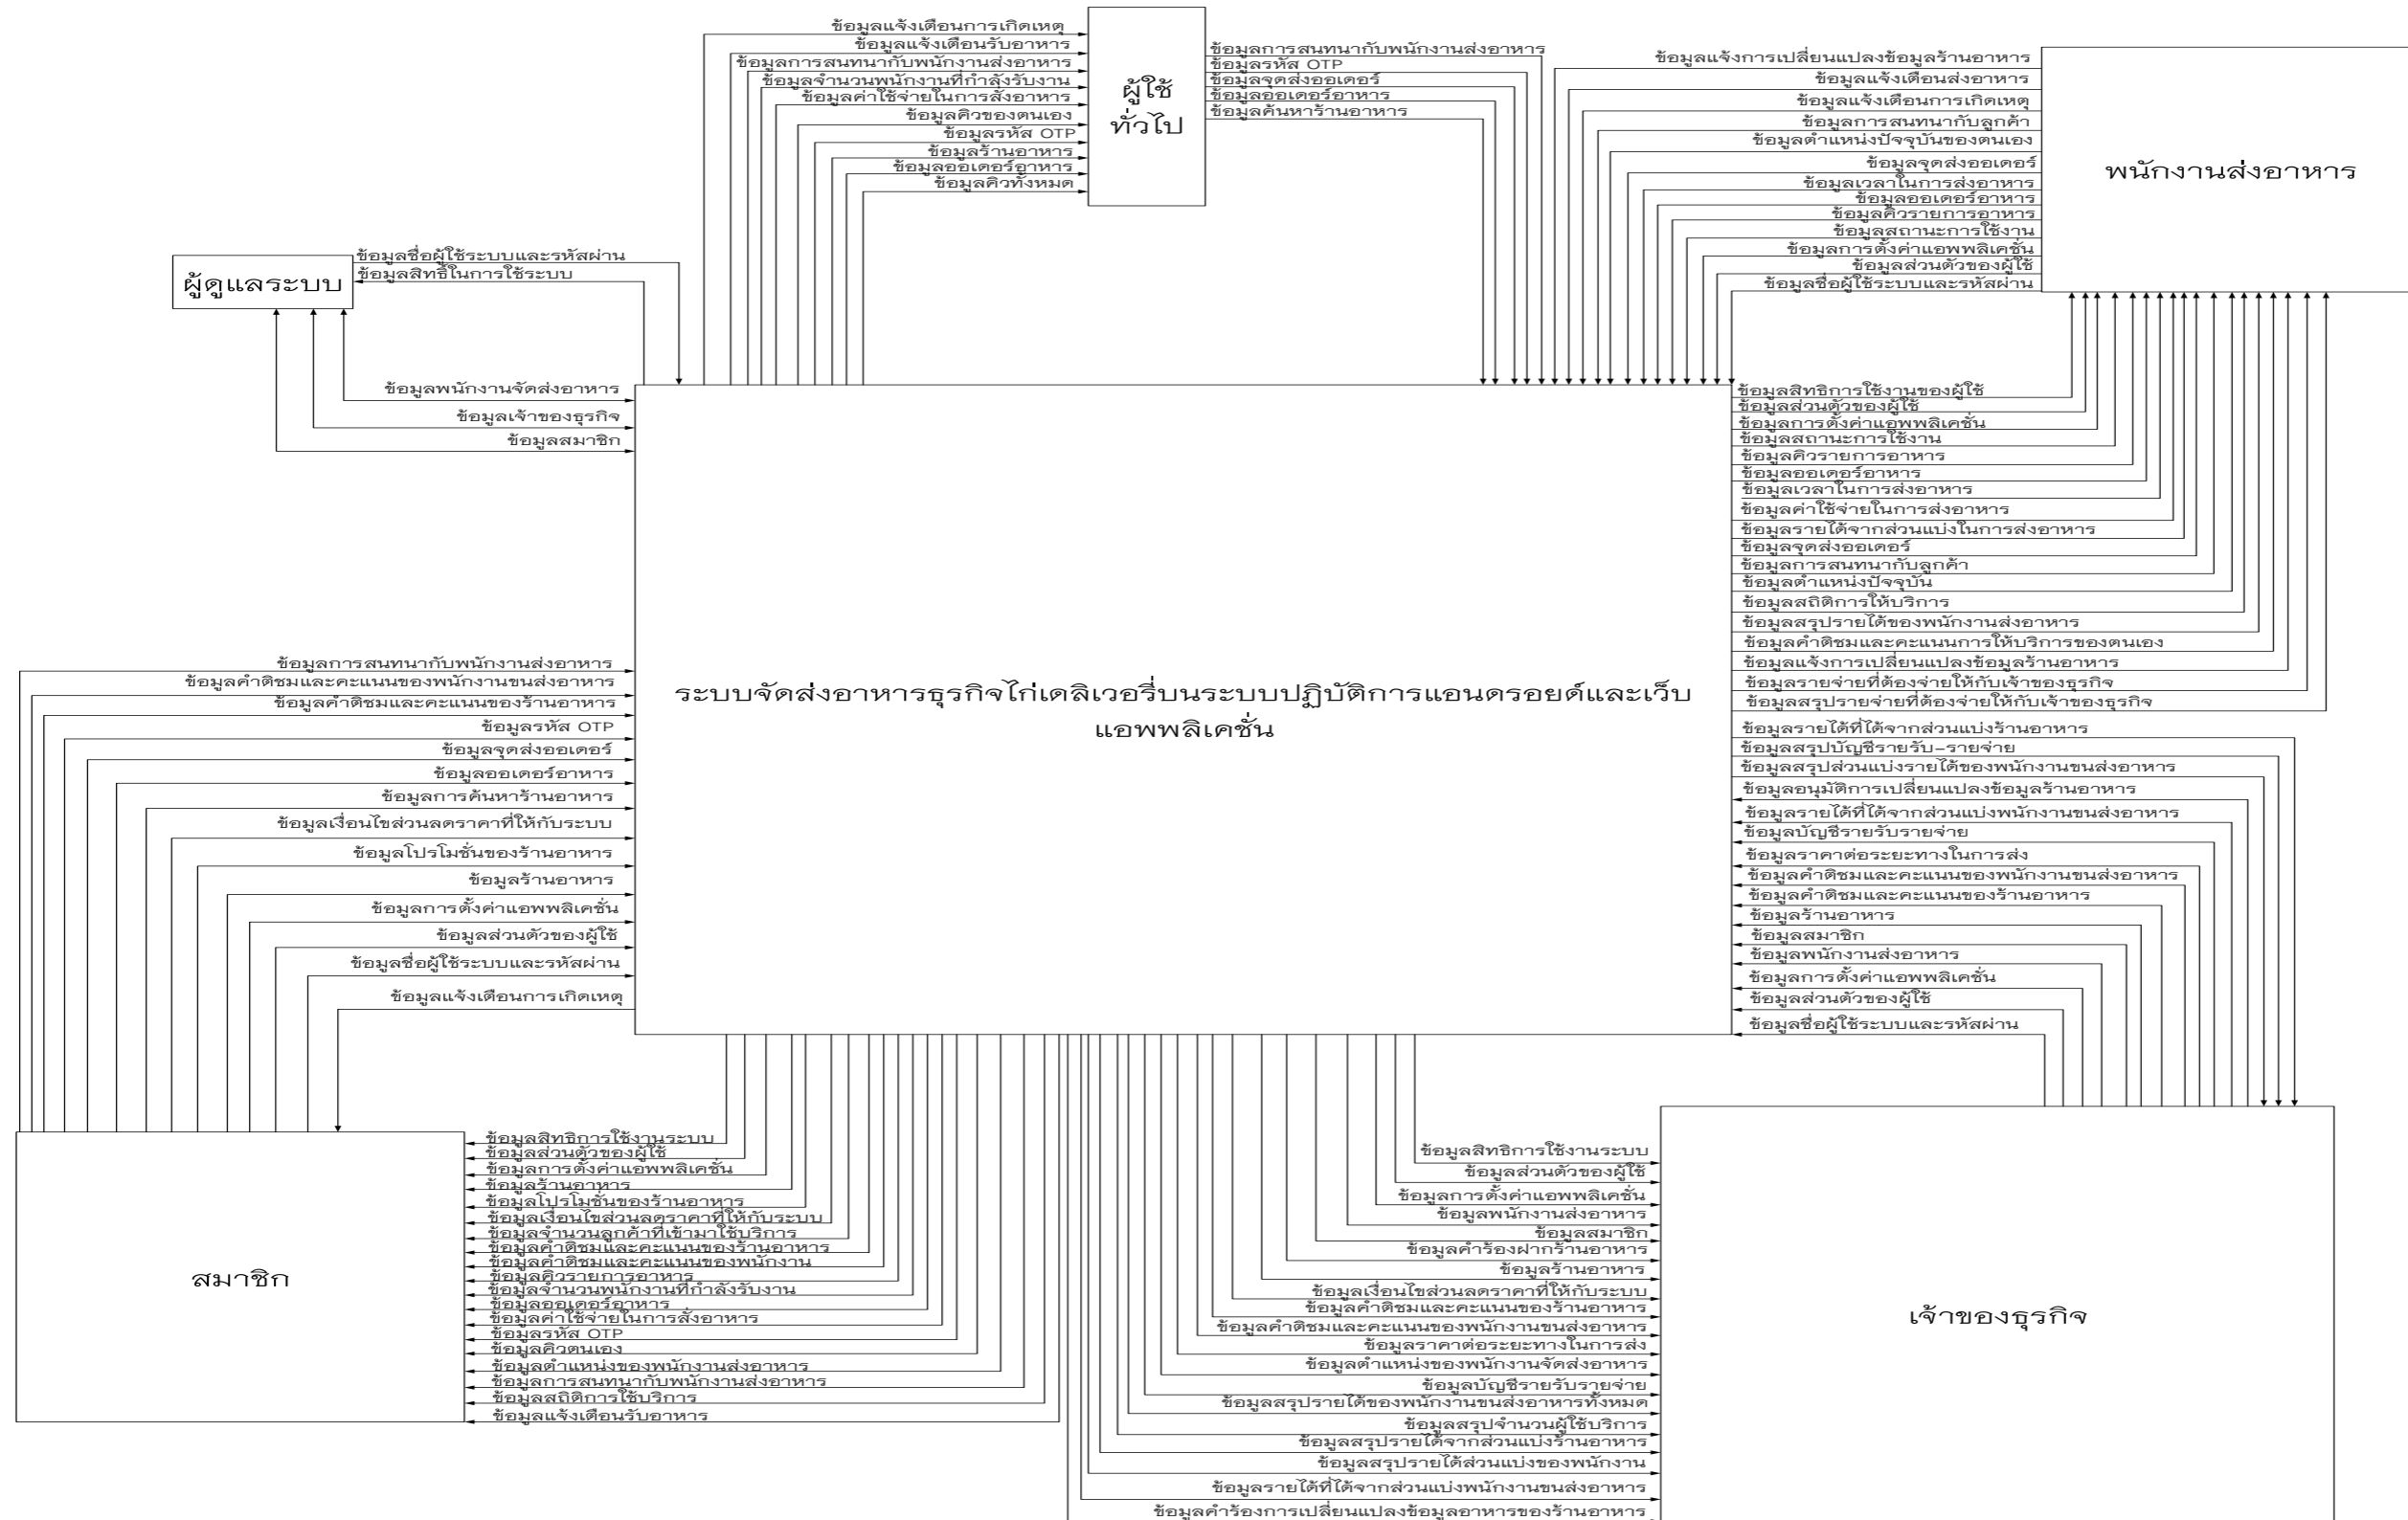 ข้อมูลแจ้งเตือนการเกิดเหตุ
ข้อมูลแจ้งเตือนรับอาหาร
ข้อมูลการสนทนากับพนักงานส่งอาหาร
ข้อมูลจำนวนพนักงานที่กำลังรับงาน
ข้อมูลค่าใช้จ่ายในการสั่งอาหาร
ข้อมูลคิวของตนเอง
ข้อมูลรหัส OTP
ข้อมูลร้านอาหาร
ข้อมูลออเดอร์อาหาร
ข้อมูลคิวทั้งหมด
ผู้ใช้
ทั่วไป
ข้อมูลการสนทนากับพนักงานส่งอาหาร
ข้อมูลรหัส OTP
ข้อมูลจุดส่งออเดอร์
ข้อมูลออเดอร์อาหาร
ข้อมูลค้นหาร้านอาหาร
ข้อมูลแจ้งการเปลี่ยนแปลงข้อมูลร้านอาหาร
ข้อมูลแจ้งเตือนส่งอาหาร
ข้อมูลแจ้งเตือนการเกิดเหตุ
ข้อมูลการสนทนากับลูกค้า
ข้อมูลตำแหน่งปัจจุบันของตนเอง
ข้อมูลจุดส่งออเดอร์
ข้อมูลเวลาในการส่งอาหาร
ข้อมูลออเดอร์อาหาร
ข้อมูลคิวรายการอาหาร
ข้อมูลสถานะการใช้งาน
ข้อมูลการตั้งค่าแอพพลิเคชั่น
ข้อมูลส่วนตัวของผู้ใช้
ข้อมูลชื่อผู้ใช้ระบบและรหัสผ่าน
พนักงานส่งอาหาร
ผู้ดูแลระบบ
ข้อมูลชื่อผู้ใช้ระบบและรหัสผ่าน
ข้อมูลสิทธิ์ในการใช้ระบบ
ข้อมูลพนักงานจัดส่งอาหาร
ข้อมูลเจ้าของธุรกิจ
ข้อมูลสมาชิก
ข้อมูลสิทธิการใช้งานของผู้ใช้
ข้อมูลส่วนตัวของผู้ใช้
ข้อมูลการตั้งค่าแอพพลิเคชั่น
ข้อมูลสถานะการใช้งาน
ข้อมูลคิวรายการอาหาร
ข้อมูลออเดอร์อาหาร
ข้อมูลเวลาในการส่งอาหาร
ข้อมูลค่าใช้จ่ายในการส่งอาหาร
ข้อมูลรายได้จากส่วนแบ่งในการส่งอาหาร
ข้อมูลจุดส่งออเดอร์
ข้อมูลการสนทนากับลูกค้า
ข้อมูลตำแหน่งปัจจุบัน
ข้อมูลสถิติการให้บริการ
ข้อมูลสรุปรายได้ของพนักงานส่งอาหาร
ข้อมูลคำติชมและคะแนนการให้บริการของตนเอง
ข้อมูลแจ้งการเปลี่ยนแปลงข้อมูลร้านอาหาร
ข้อมูลรายจ่ายที่ต้องจ่ายให้กับเจ้าของธุรกิจ
ข้อมูลสรุปรายจ่ายที่ต้องจ่ายให้กับเจ้าของธุรกิจ
ระบบจัดส่งอาหารธุรกิจไก่เดลิเวอรี่บนระบบปฏิบัติการแอนดรอยด์และเว็บ
แอพพลิเคชั่น
ข้อมูลรายได้ที่ได้จากส่วนแบ่งร้านอาหาร
ข้อมูลสรุปบัญชีรายรับ-รายจ่าย
ข้อมูลสรุปส่วนแบ่งรายได้ของพนักงานขนส่งอาหาร
ข้อมูลอนุมัติการเปลี่ยนแปลงข้อมูลร้านอาหาร
ข้อมูลรายได้ที่ได้จากส่วนแบ่งพนักงานขนส่งอาหาร
ข้อมูลบัญชีรายรับรายจ่าย
ข้อมูลราคาต่อระยะทางในการส่ง
ข้อมูลคำติชมและคะแนนของพนักงานขนส่งอาหาร
ข้อมูลคำติชมและคะแนนของร้านอาหาร
ข้อมูลร้านอาหาร
ข้อมูลสมาชิก
ข้อมูลพนักงานส่งอาหาร
ข้อมูลการตั้งค่าแอพพลิเคชั่น
ข้อมูลส่วนตัวของผู้ใช้
ข้อมูลชื่อผู้ใช้ระบบและรหัสผ่าน
ข้อมูลการสนทนากับพนักงานส่งอาหาร
ข้อมูลคำติชมและคะแนนของพนักงานขนส่งอาหาร
ข้อมูลคำติชมและคะแนนของร้านอาหาร
ข้อมูลรหัส OTP
ข้อมูลจุดส่งออเดอร์
ข้อมูลออเดอร์อาหาร
ข้อมูลการค้นหาร้านอาหาร
ข้อมูลเงื่อนไขส่วนลดราคาที่ให้กับระบบ
ข้อมูลโปรโมชั่นของร้านอาหาร
ข้อมูลร้านอาหาร
ข้อมูลการตั้งค่าแอพพลิเคชั่น
ข้อมูลส่วนตัวของผู้ใช้
ข้อมูลชื่อผู้ใช้ระบบและรหัสผ่าน
ข้อมูลแจ้งเตือนการเกิดเหตุ
สมาชิก
ข้อมูลสิทธิการใช้งานระบบ
ข้อมูลส่วนตัวของผู้ใช้
ข้อมูลการตั้งค่าแอพพลิเคชั่น
ข้อมูลร้านอาหาร
ข้อมูลโปรโมชั่นของร้านอาหาร
ข้อมูลเงื่อนไขส่วนลดราคาที่ให้กับระบบ
ข้อมูลจำนวนลูกค้าที่เข้ามาใช้บริการ
ข้อมูลคำติชมและคะแนนของร้านอาหาร
ข้อมูลคำติชมและคะแนนของพนักงาน
ข้อมูลคิวรายการอาหาร
ข้อมูลจำนวนพนักงานที่กำลังรับงาน
ข้อมูลออเดอร์อาหาร
ข้อมูลค่าใช้จ่ายในการสั่งอาหาร
ข้อมูลรหัส OTP
ข้อมูลคิวตนเอง
ข้อมูลตำแหน่งของพนักงานส่งอาหาร
ข้อมูลการสนทนากับพนักงานส่งอาหาร
ข้อมูลสถิติการใช้บริการ
ข้อมูลแจ้งเตือนรับอาหาร
ข้อมูลสิทธิการใช้งานระบบ
ข้อมูลส่วนตัวของผู้ใช้
ข้อมูลการตั้งค่าแอพพลิเคชั่น
ข้อมูลพนักงานส่งอาหาร
ข้อมูลสมาชิก
ข้อมูลคำร้องฝากร้านอาหาร
ข้อมูลร้านอาหาร
ข้อมูลเงื่อนไขส่วนลดราคาที่ให้กับระบบ
ข้อมูลคำติชมและคะแนนของร้านอาหาร
ข้อมูลคำติชมและคะแนนของพนักงานขนส่งอาหาร
ข้อมูลราคาต่อระยะทางในการส่ง
ข้อมูลตำแหน่งของพนักงานจัดส่งอาหาร
ข้อมูลบัญชีรายรับรายจ่าย
ข้อมูลสรุปรายได้ของพนักงานขนส่งอาหารทั้งหมด
ข้อมูลสรุปจำนวนผู้ใช้บริการ
ข้อมูลสรุปรายได้จากส่วนแบ่งร้านอาหาร
ข้อมูลสรุปรายได้ส่วนแบ่งของพนักงาน
ข้อมูลรายได้ที่ได้จากส่วนแบ่งพนักงานขนส่งอาหาร
ข้อมูลคำร้องการเปลี่ยนแปลงข้อมูลอาหารของร้านอาหาร
เจ้าของธุรกิจ